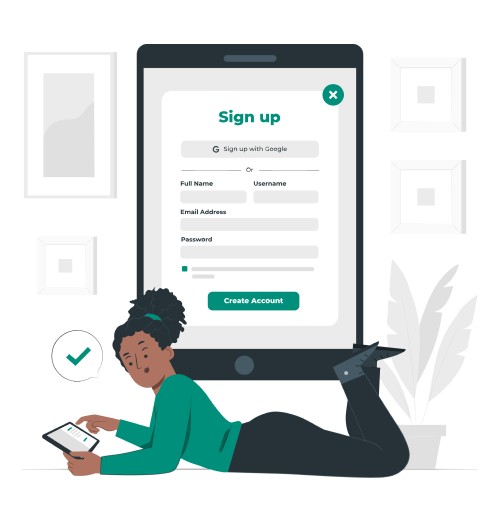 Sign up
G Sign up with Google
Or
Full Name Username
Email Address
Password
Create Account